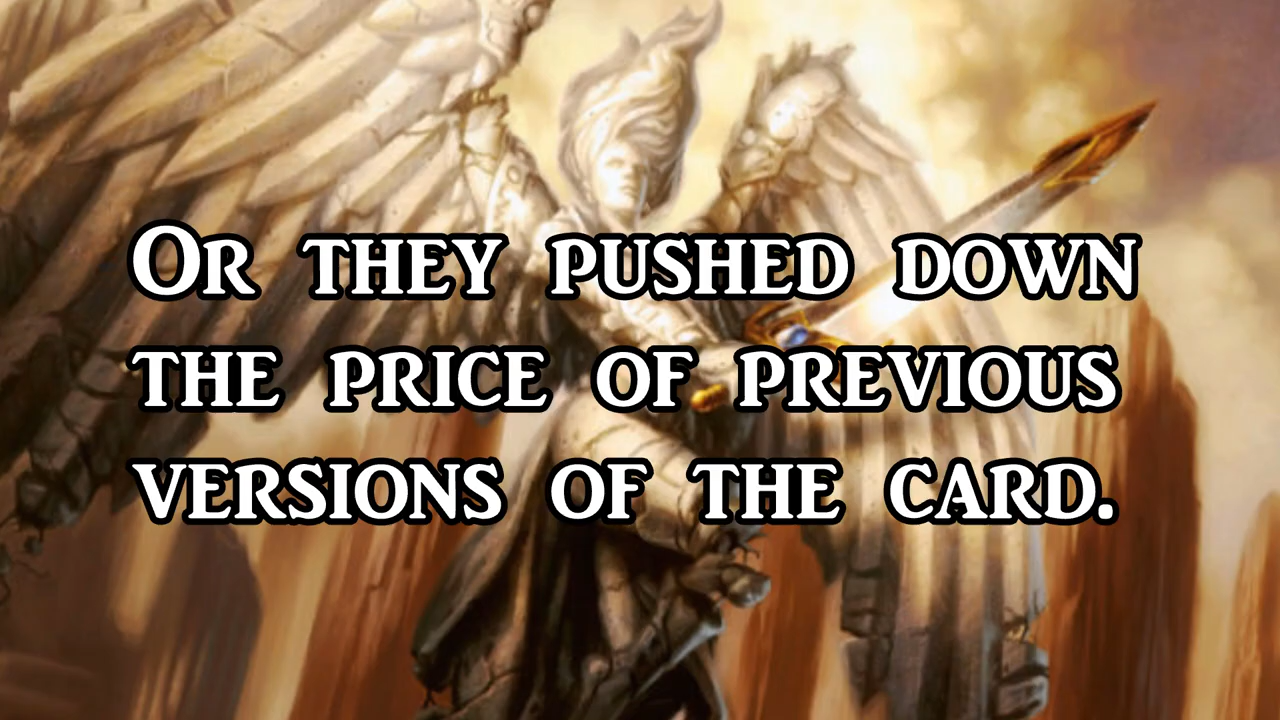 Or they pushed down
the price of previous
versions of the card.